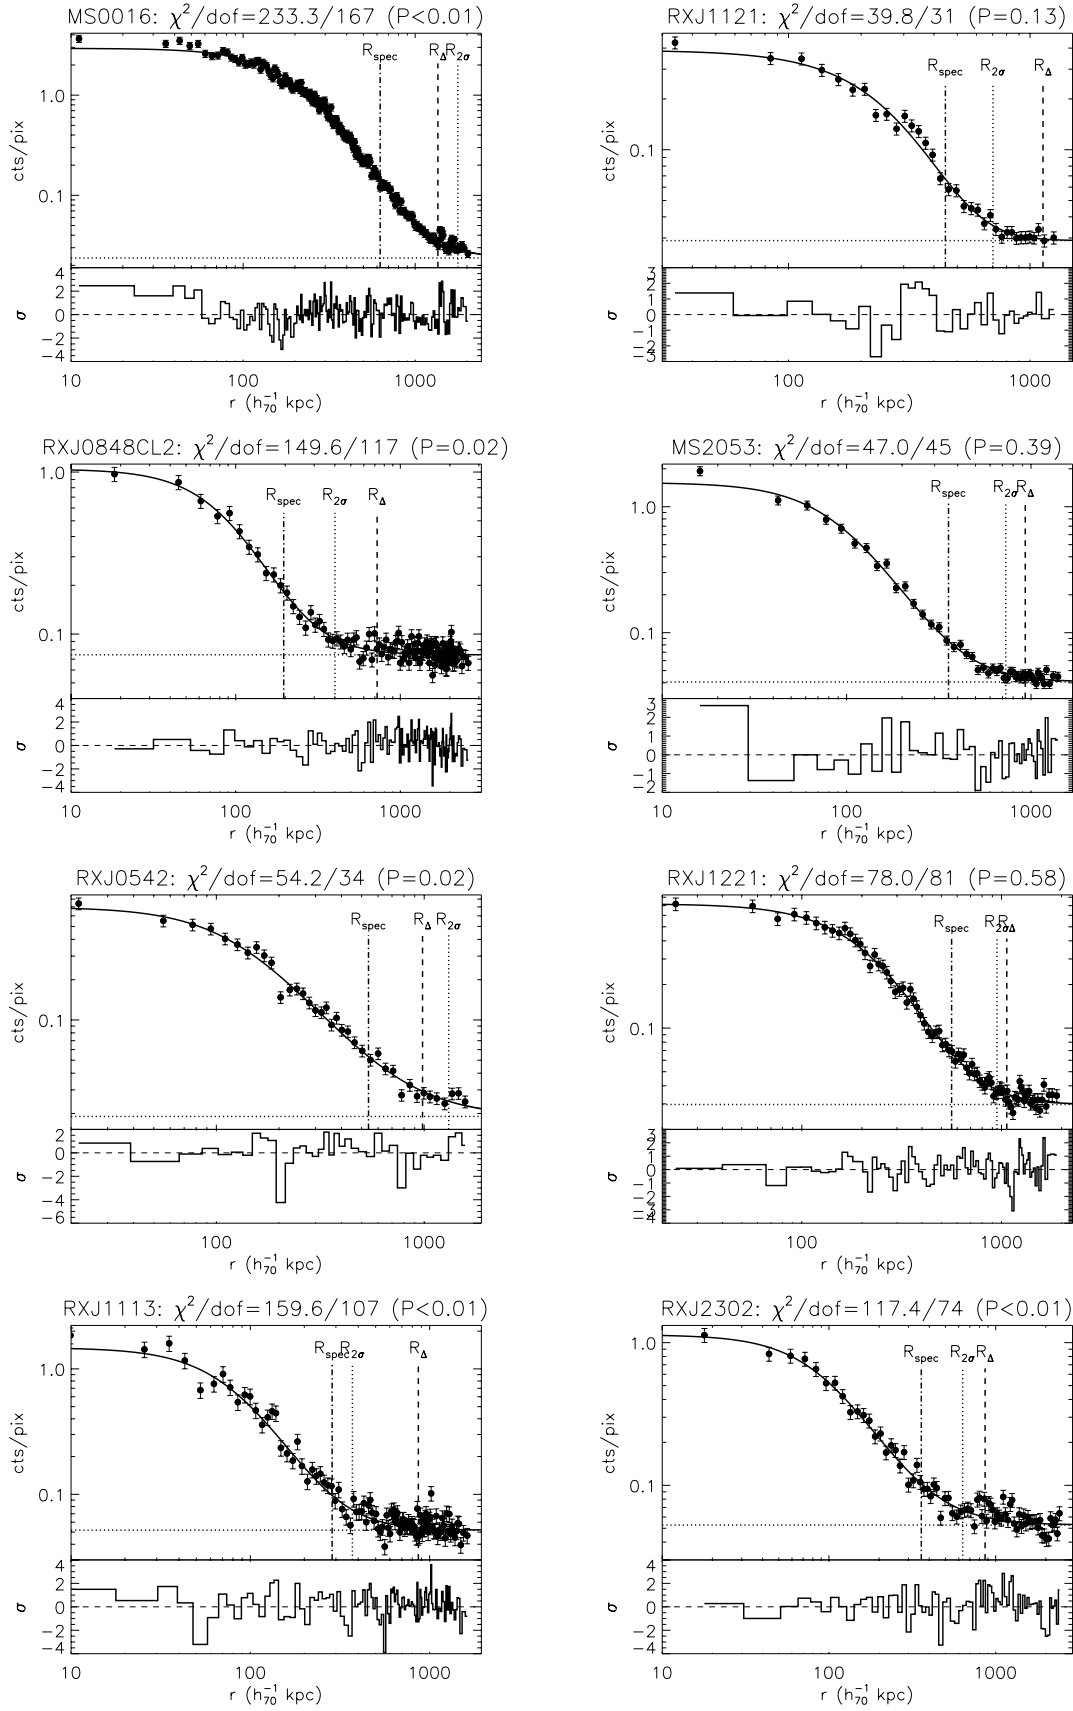 MS0016: χ²/dof=233.3/167 (P<0.01)
R_spec R_Δ R_2σ
1.0
cts/pix
0.1
4
2
0
−2
−4
σ
10 100 1000
r (h₇₀⁻¹ kpc)
RXJ1121: χ²/dof=39.8/31 (P=0.13)
R_spec R_2σ R_Δ
cts/pix
0.1
3
2
1
0
−1
−2
−3
σ
100 1000
r (h₇₀⁻¹ kpc)
RXJ0848CL2: χ²/dof=149.6/117 (P=0.02)
1.0
R_spec R_2σ R_Δ
cts/pix
0.1
4
2
0
−2
−4
σ
10 100 1000
r (h₇₀⁻¹ kpc)
MS2053: χ²/dof=47.0/45 (P=0.39)
R_spec R_2σ R_Δ
1.0
cts/pix
0.1
3
2
1
0
−1
−2
σ
10 100 1000
r (h₇₀⁻¹ kpc)
RXJ0542: χ²/dof=54.2/34 (P=0.02)
R_spec R_Δ R_2σ
cts/pix
0.1
2
0
−2
−4
−6
σ
100 1000
r (h₇₀⁻¹ kpc)
RXJ1221: χ²/dof=78.0/81 (P=0.58)
R_spec R_2σ R_Δ
cts/pix
0.1
3
2
1
0
−1
−2
−3
−4
σ
100 1000
r (h₇₀⁻¹ kpc)
RXJ1113: χ²/dof=159.6/107 (P<0.01)
R_spec R_2σ R_Δ
1.0
cts/pix
0.1
4
2
0
−2
−4
σ
10 100 1000
r (h₇₀⁻¹ kpc)
RXJ2302: χ²/dof=117.4/74 (P<0.01)
1.0
R_spec R_2σ R_Δ
cts/pix
0.1
4
2
0
−2
−4
σ
10 100 1000
r (h₇₀⁻¹ kpc)